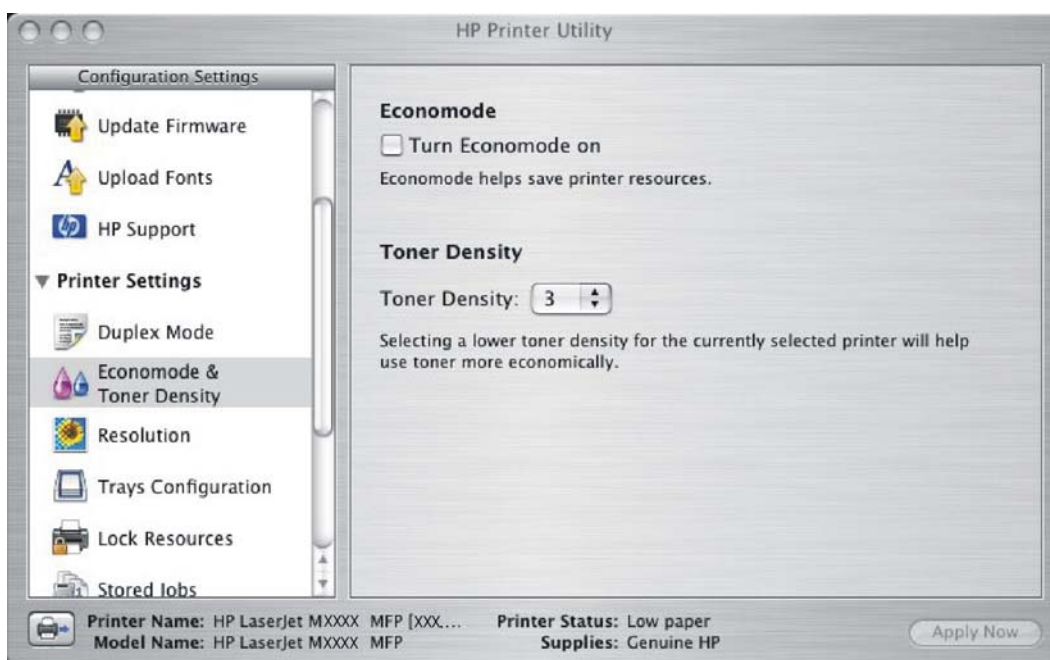 HP Printer Utility
Configuration Settings
Update Firmware
Upload Fonts
HP Support
Printer Settings
Duplex Mode
Economode &
Toner Density
Resolution
Trays Configuration
Lock Resources
Stored Jobs
Economode
Turn Economode on
Economode helps save printer resources.
Toner Density
Toner Density: 3
Selecting a lower toner density for the currently selected printer will help
use toner more economically.
Printer Name: HP LaserJet MXXXX MFP [XXX....
Model Name: HP LaserJet MXXXX MFP
Printer Status: Low paper
Supplies: Genuine HP
Apply Now